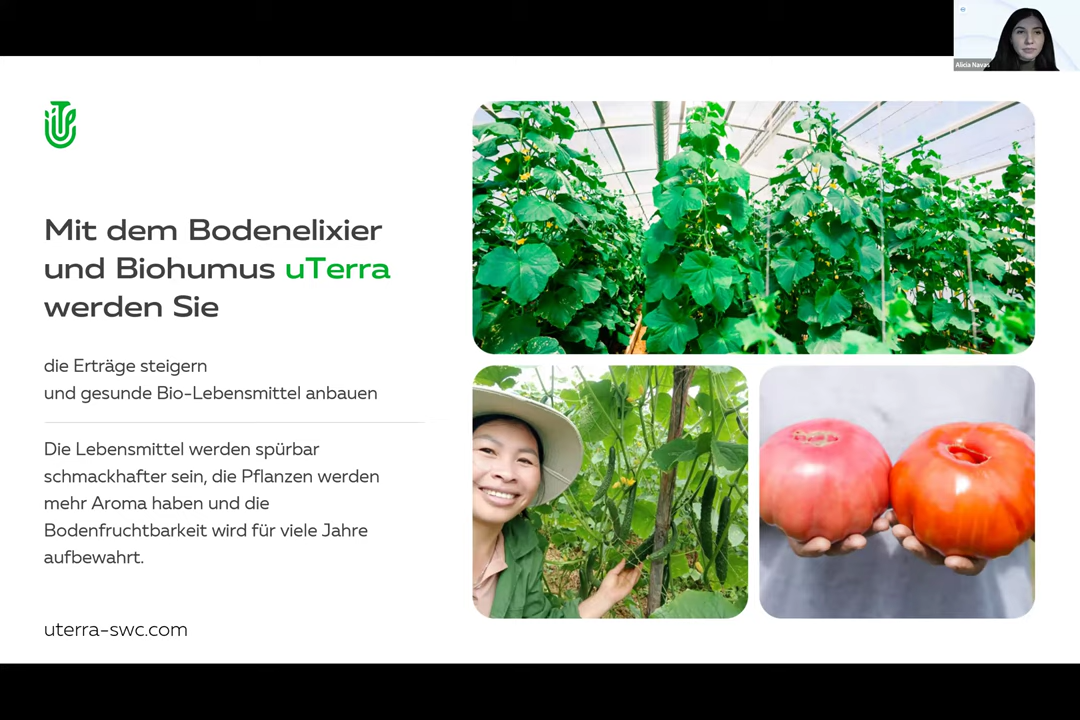 Alicia Navas
Mit dem Bodenelixier
und Biohumus uTerra
werden Sie
die Erträge steigern
und gesunde Bio-Lebensmittel anbauen
Die Lebensmittel werden spürbar
schmackhafter sein, die Pflanzen werden
mehr Aroma haben und die
Bodenfruchtbarkeit wird für viele Jahre
aufbewahrt.
uterra-swc.com